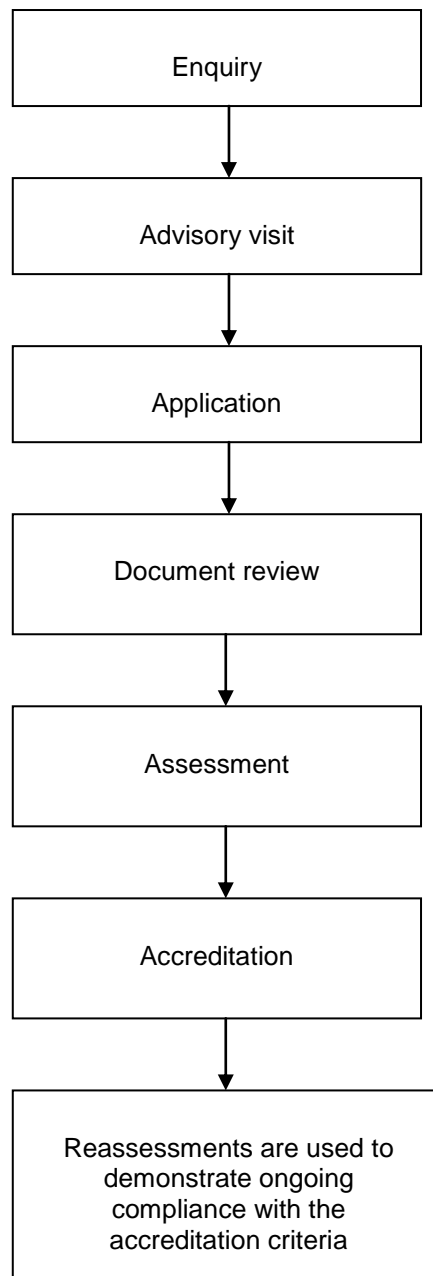 Enquiry
Advisory visit
Application
Document review
Assessment
Accreditation
Reassessments are used to
demonstrate ongoing
compliance with the
accreditation criteria